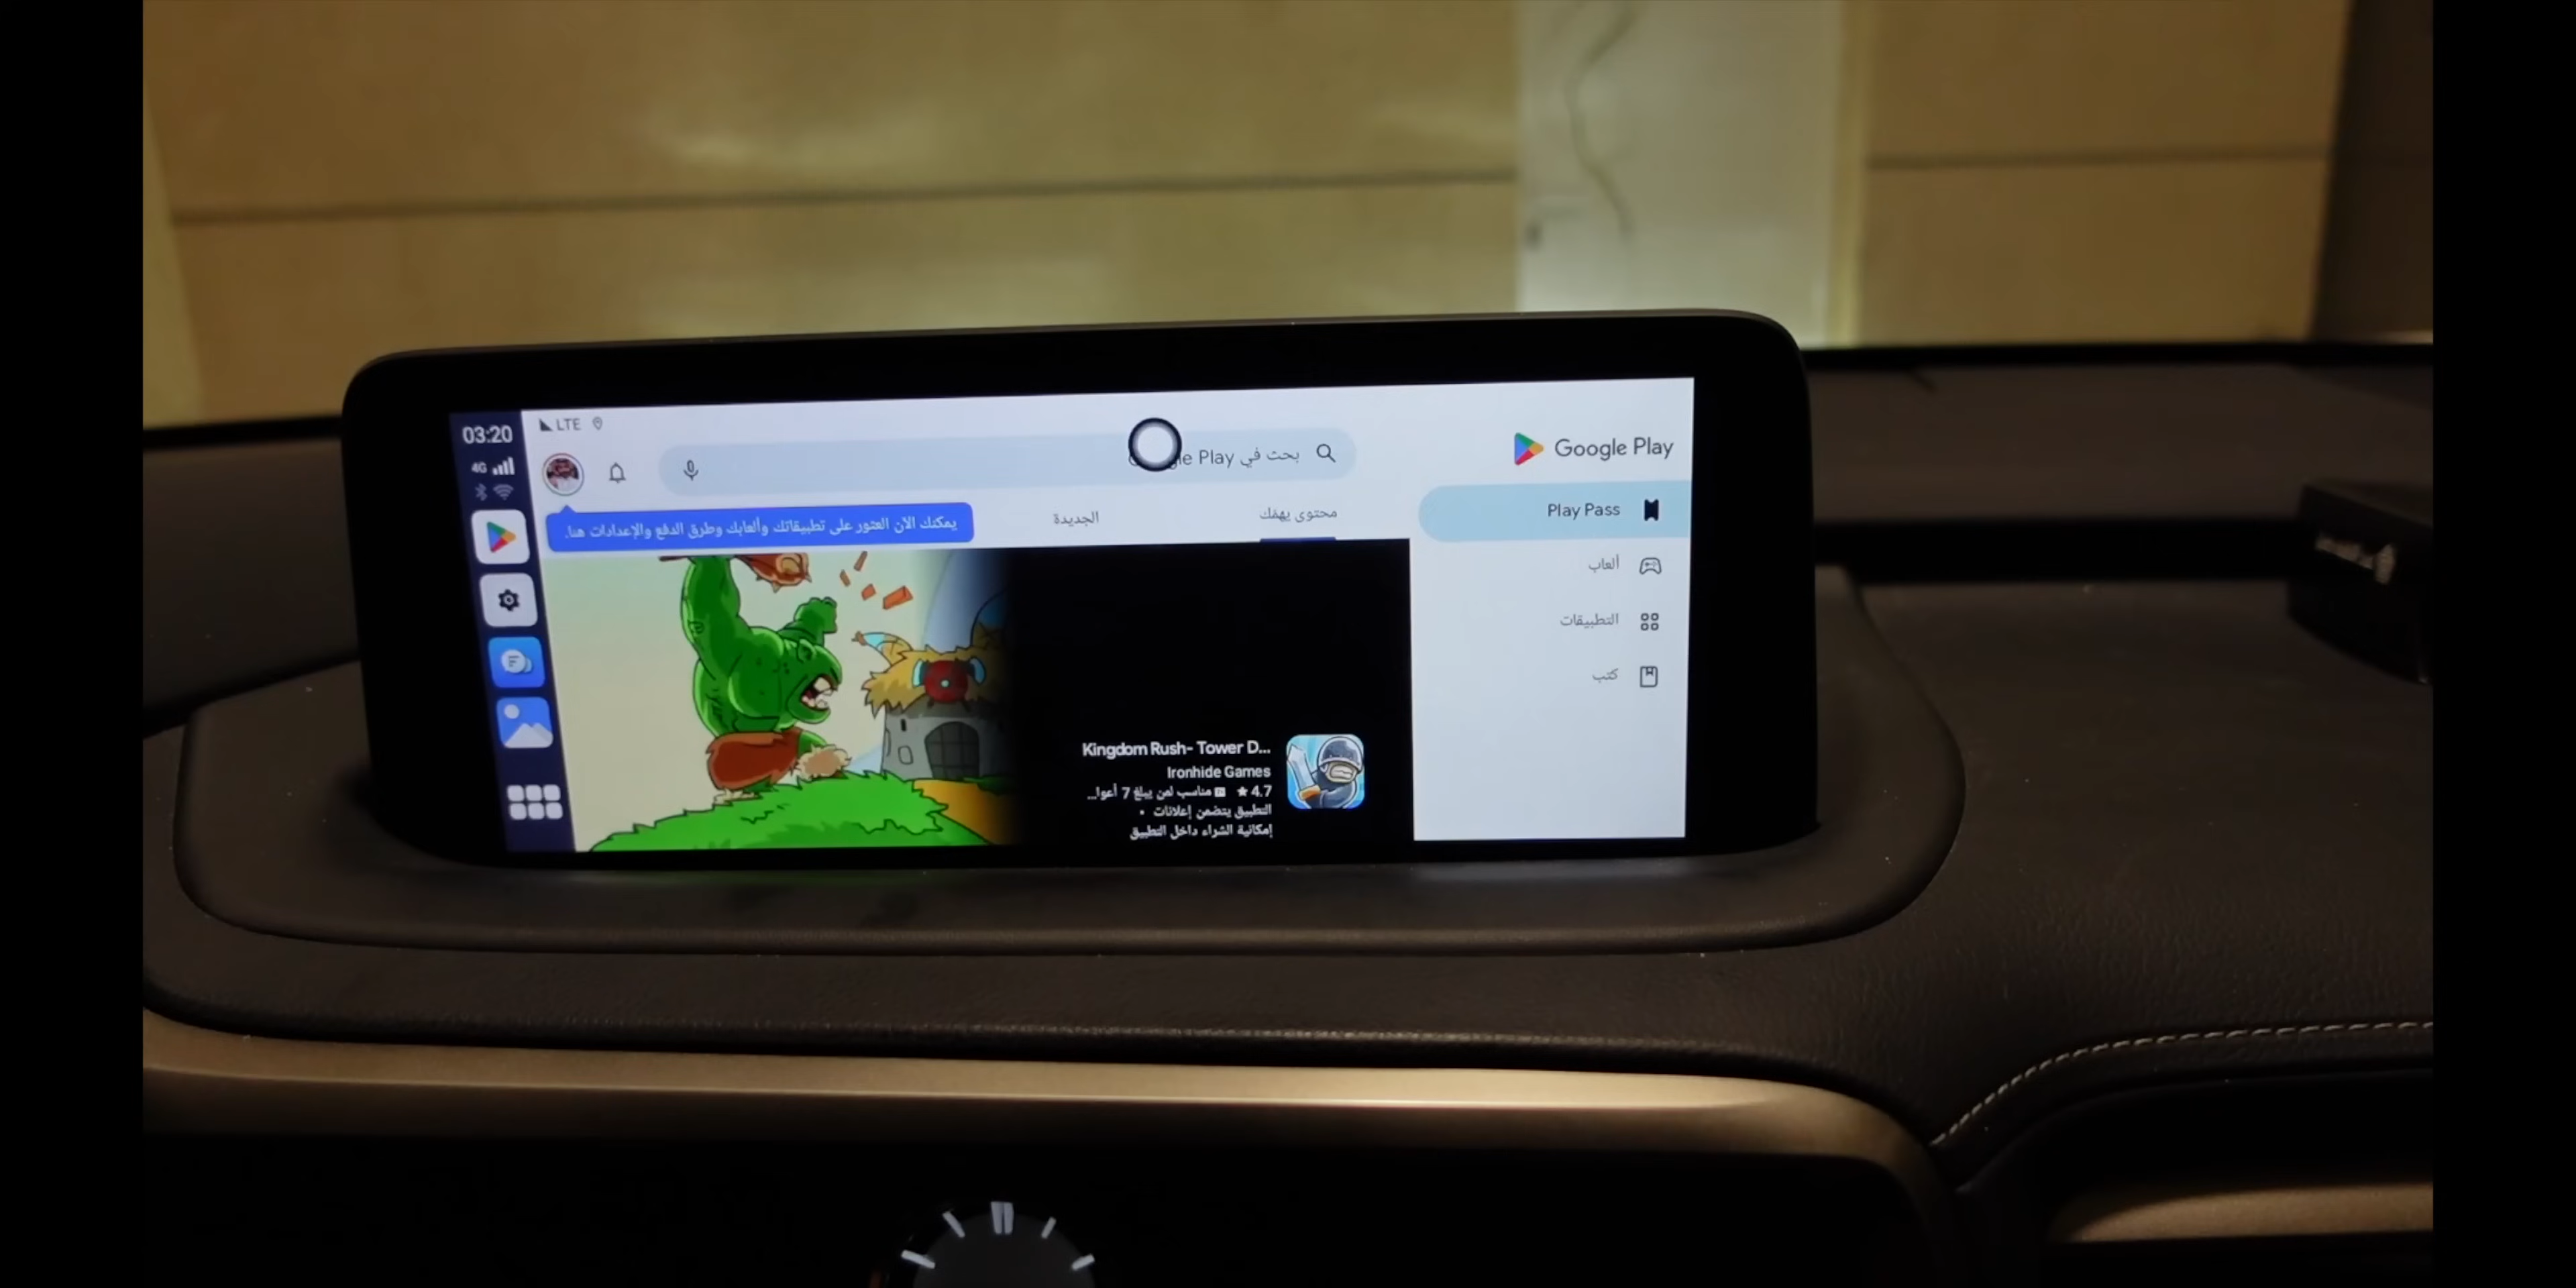 03:20
4G
LTE
بحث في Google Play
Google Play
يمكنك الآن العثور على تطبيقاتك وألعابك وطرق الدفع والإعدادات هنا.
الجديدة
محتوى يهمّك
Play Pass
ألعاب
التطبيقات
كتب
Kingdom Rush- Tower D...
Ironhide Games
4.7 ★ مناسب لمن يبلغ 7 أعوا...
التطبيق يتضمن إعلانات •
إمكانية الشراء داخل التطبيق